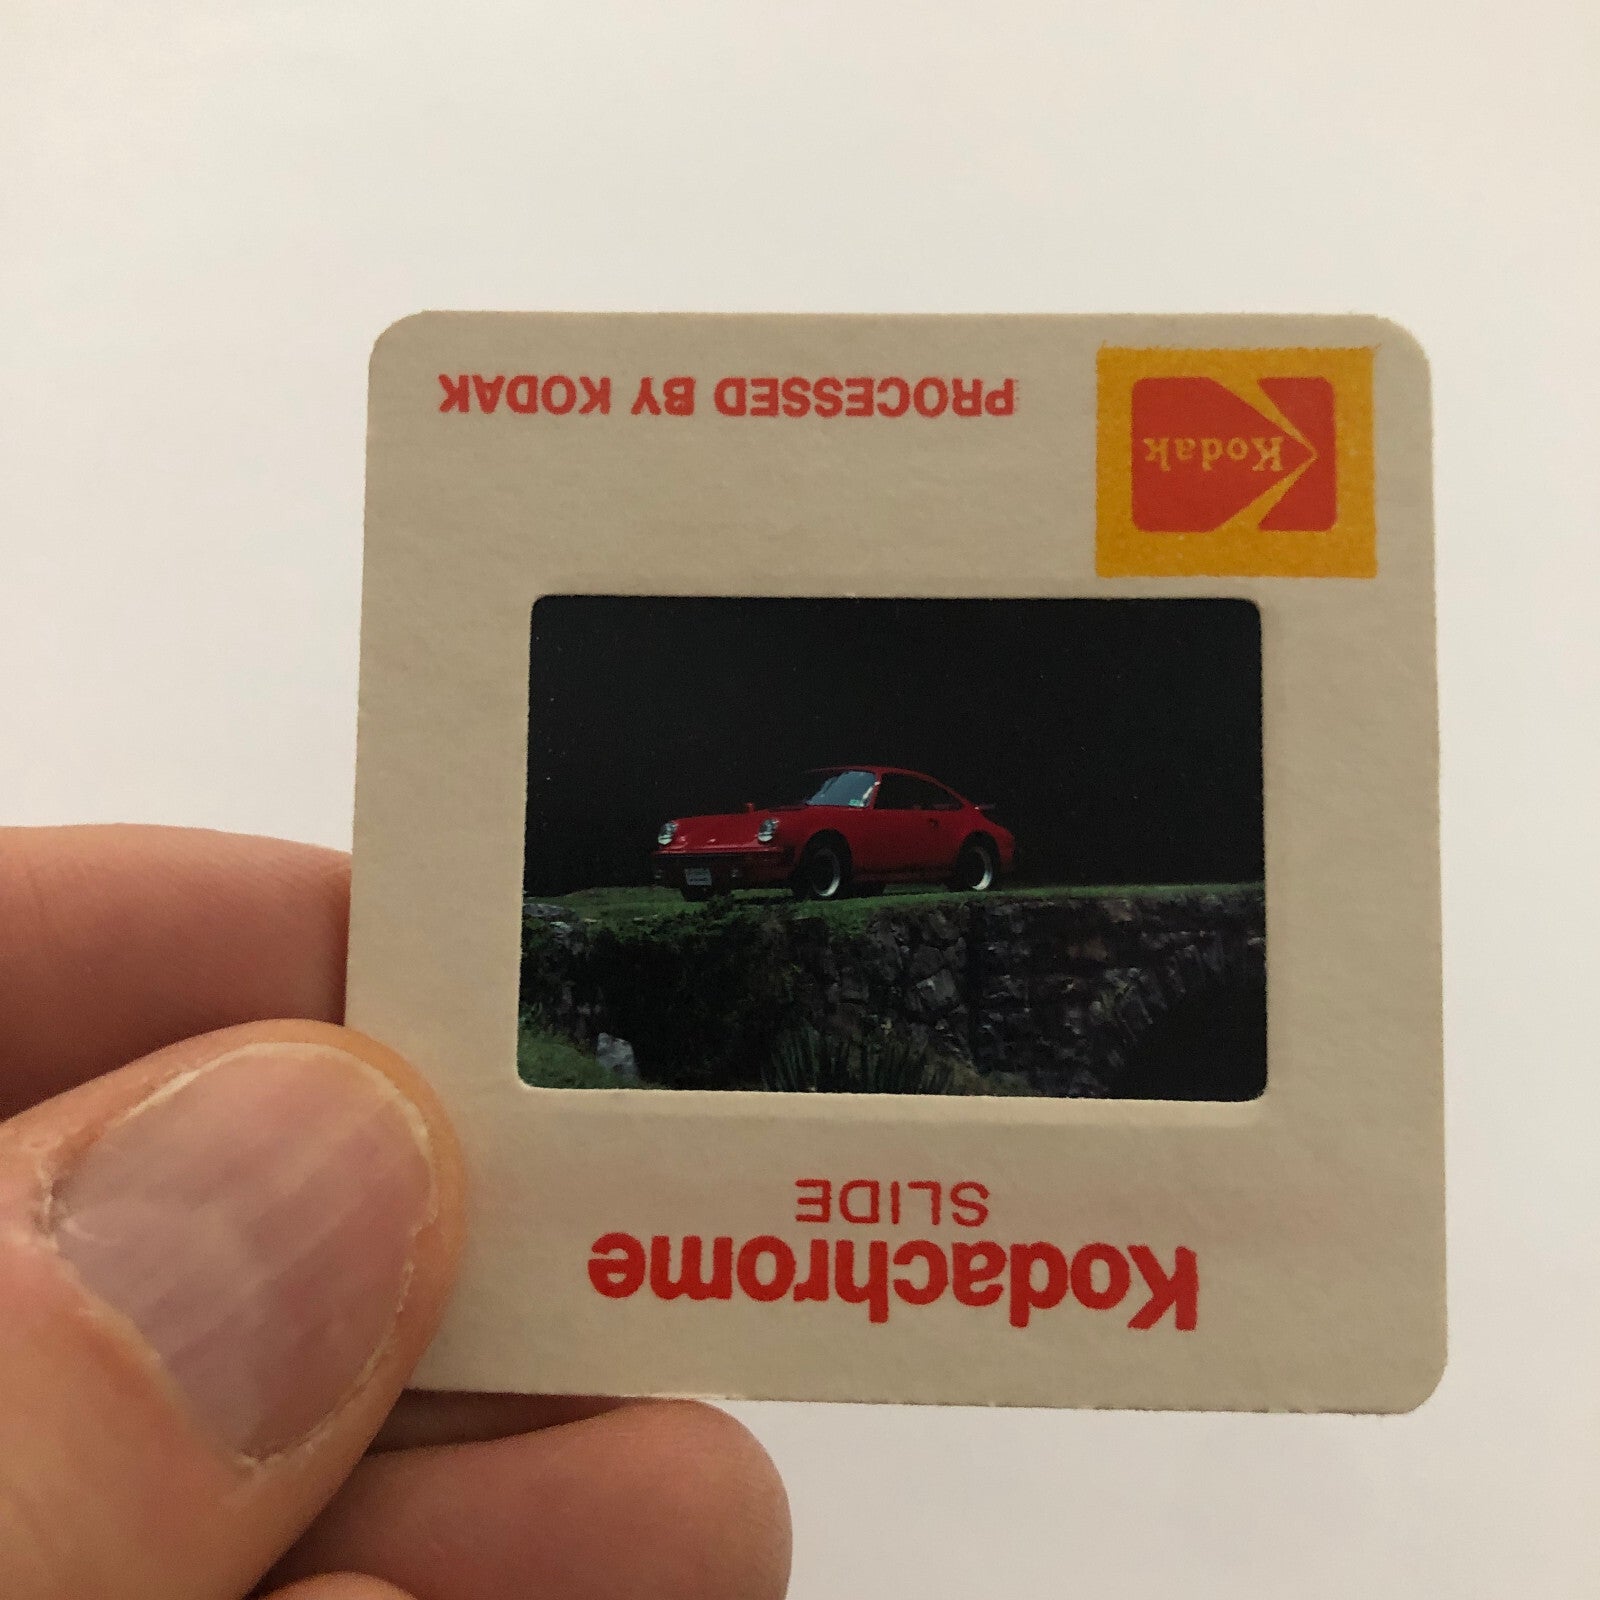 Kodachrome
SLIDE
Kodak
PROCESSED BY KODAK